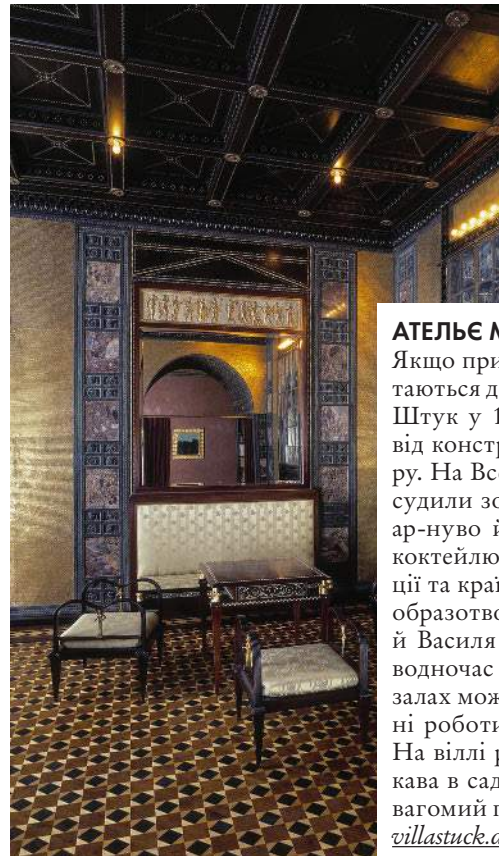 АТЕЛЬЄ М
Якщо при
таються д
Штук у 1
від констр
ру. На Все
судили зо
ар-нуво й
коктейлю
ції та краї
образотво
й Василя
водночас
залах мож
ні роботи
На віллі р
кава в сад
вагомий п
villastuck.d